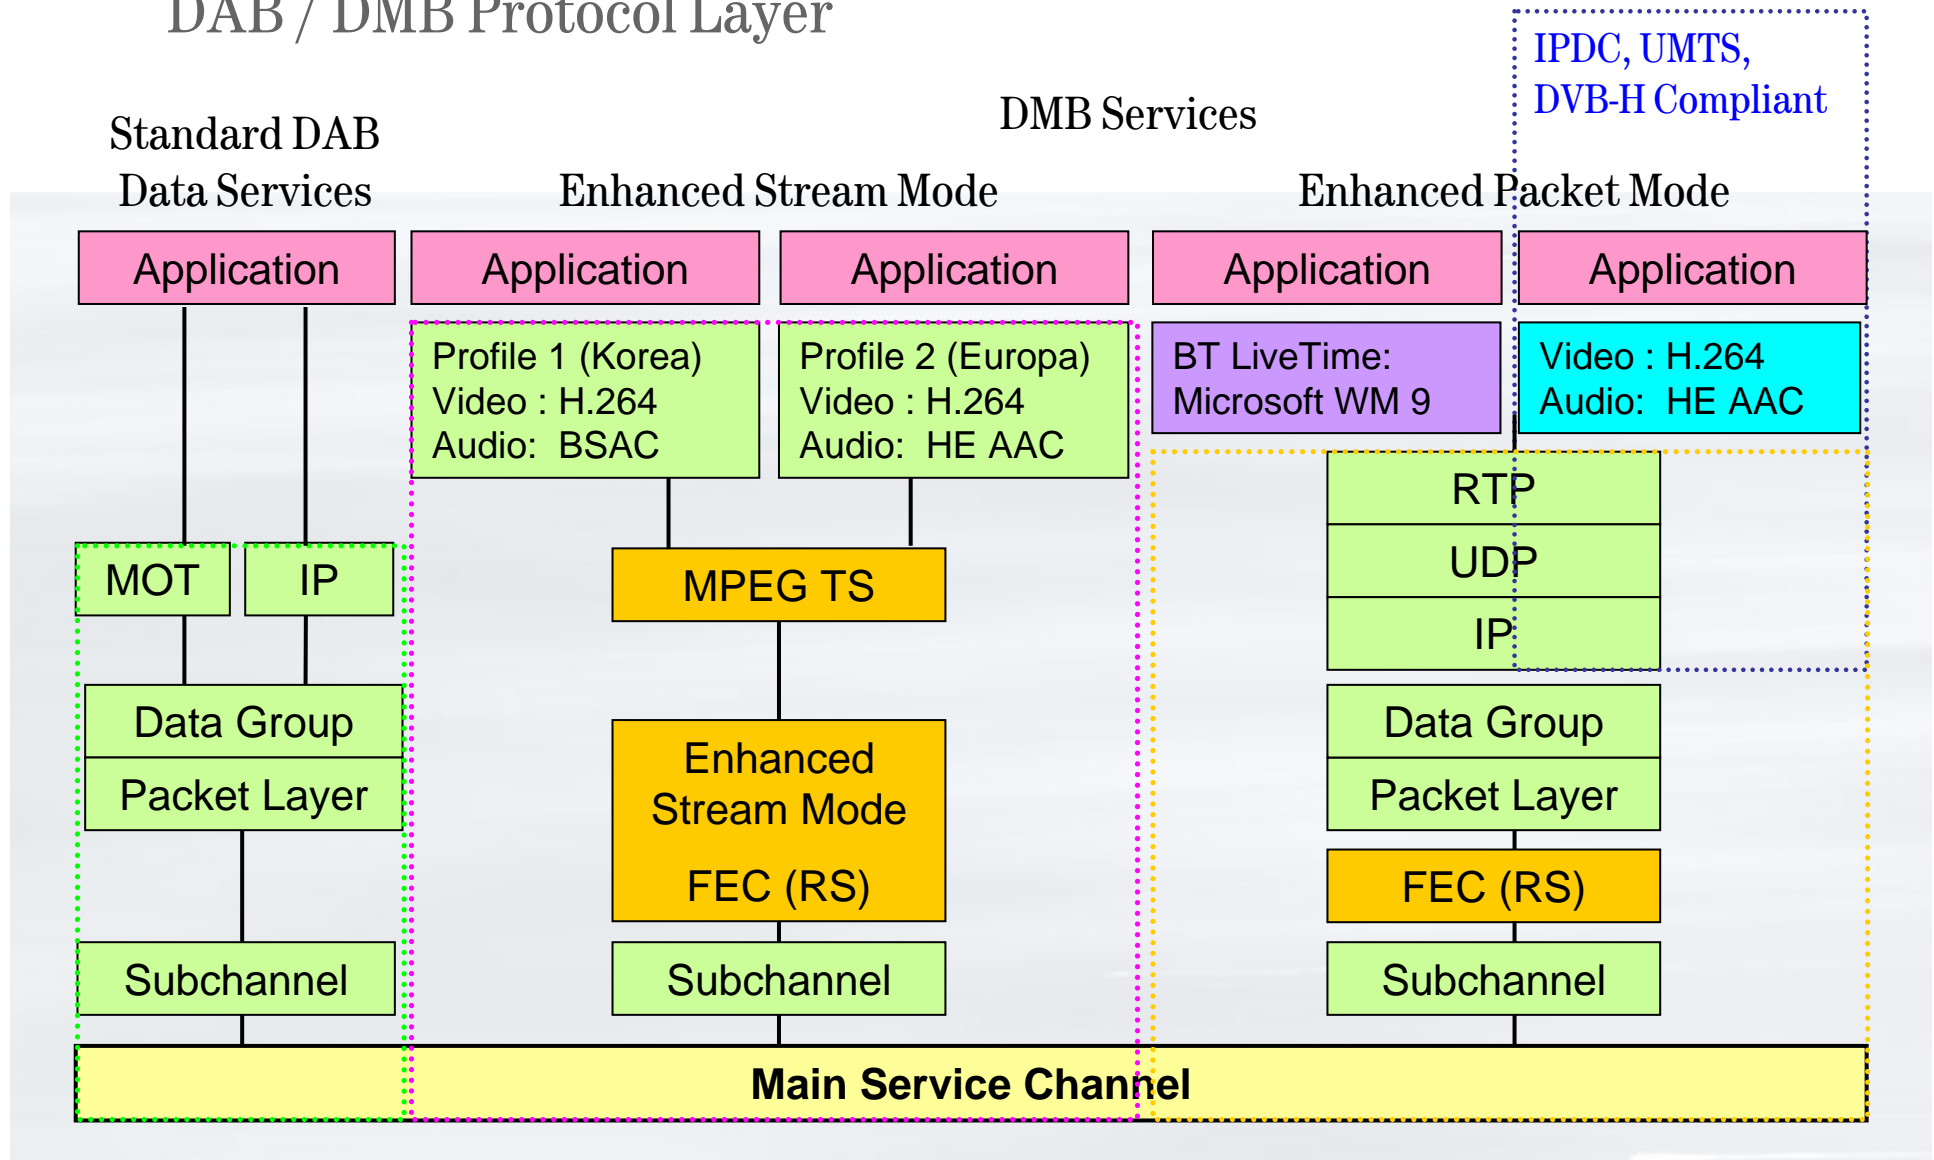 DAB / DMB Protocol Layer
IPDC, UMTS,
DVB-H Compliant
DMB Services
Standard DAB
Data Services
Enhanced Stream Mode
Enhanced Packet Mode
Application
Application
Application
Application
Application
Profile 1 (Korea)
Video : H.264
Audio: BSAC
Profile 2 (Europa)
Video : H.264
Audio: HE AAC
BT LiveTime:
Microsoft WM 9
Video : H.264
Audio: HE AAC
MOT
IP
MPEG TS
RTP
UDP
IP
Data Group
Packet Layer
Enhanced
Stream Mode
FEC (RS)
Data Group
Packet Layer
FEC (RS)
Subchannel
Subchannel
Subchannel
Main Service Channel